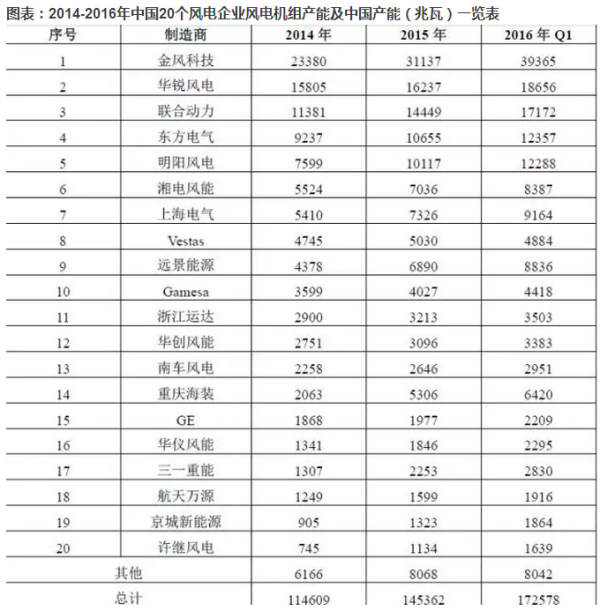 图表：2014-2016年中国20个风电企业风电机组产能及中国产能（兆瓦）一览表
序号 制造商 2014 年 2015 年 2016 年 Q1
1 金风科技 23380 31137 39365
2 华锐风电 15805 16237 18656
3 联合动力 11381 14449 17172
4 东方电气 9237 10655 12357
5 明阳风电 7599 10117 12288
6 湘电风能 5524 7036 8387
7 上海电气 5410 7326 9164
8 Vestas 4745 5030 4884
9 远景能源 4378 6890 8836
10 Gamesa 3599 4027 4418
11 浙江运达 2900 3213 3503
12 华创风能 2751 3096 3383
13 南车风电 2258 2646 2951
14 重庆海装 2063 5306 6420
15 GE 1868 1977 2209
16 华仪风能 1341 1846 2295
17 三一重能 1307 2253 2830
18 航天万源 1249 1599 1916
19 京城新能源 905 1323 1864
20 许继风电 745 1134 1639
其他 6166 8068 8042
总计 114609 145362 172578